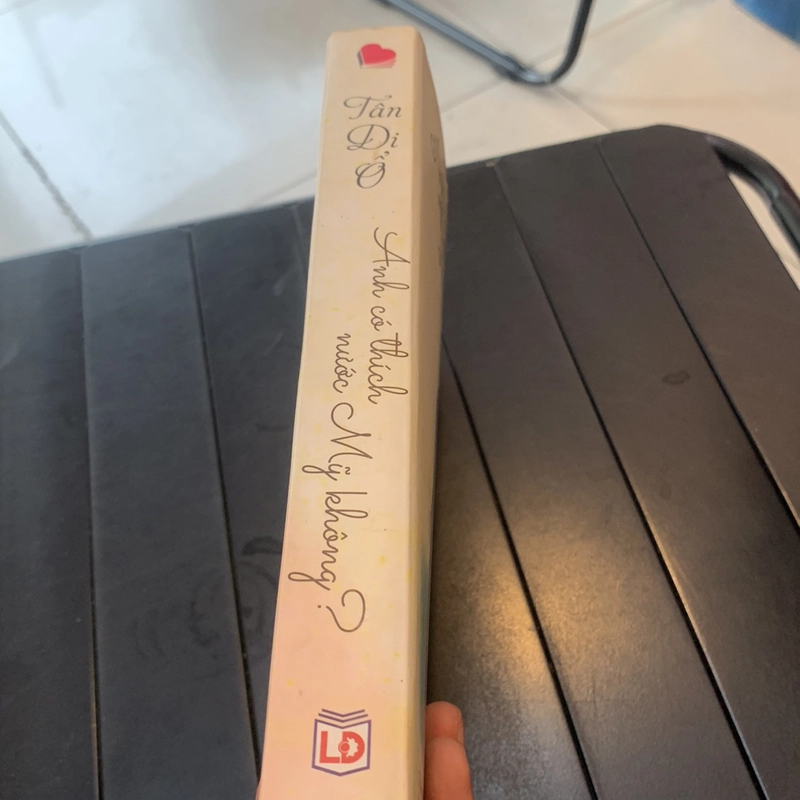 Tân
Di Ổ
Anh có thích
nước Mỹ không?
LĐ